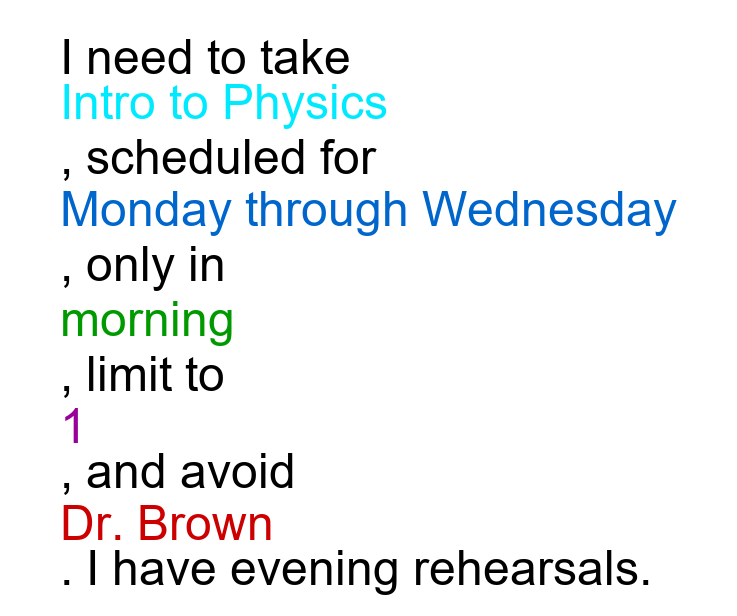 I need to take
Intro to Physics
, scheduled for
Monday through Wednesday
, only in
morning
, limit to
1
, and avoid
Dr. Brown
. I have evening rehearsals.